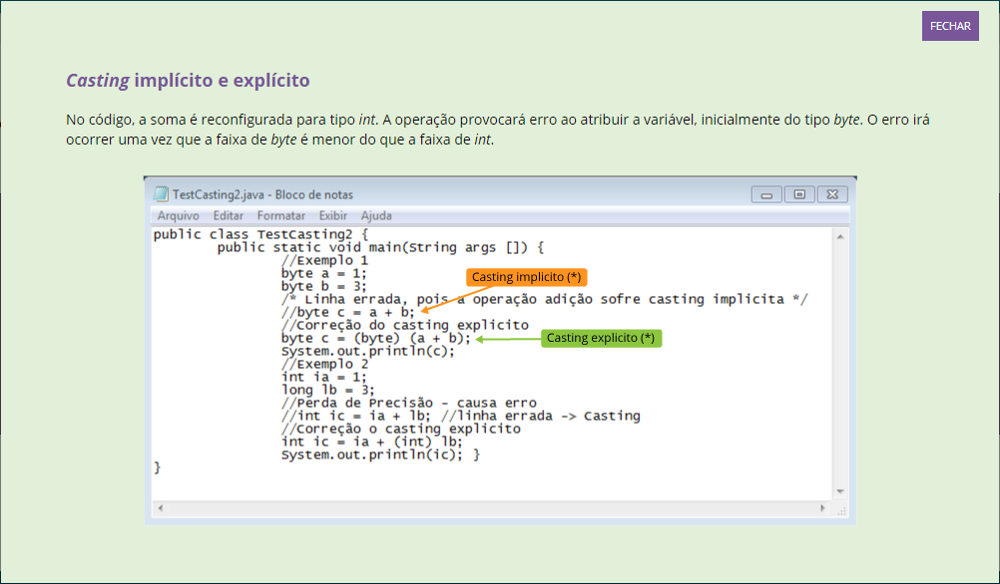 FECHAR
Casting implícito e explícito
No código, a soma é reconfigurada para tipo int. A operação provocará erro ao atribuir a variável, inicialmente do tipo byte. O erro irá
ocorrer uma vez que a faixa de byte é menor do que a faixa de int.
TestCasting2.java - Bloco de notas
Arquivo Editar Formatar Exibir Ajuda
public class TestCasting2 {
public static void main(String args []) {
//Exemplo 1
byte a = 1;
Casting implicito (*)
byte b = 3;
/* Linha errada, pois a operação adição sofre casting implicita */
//byte c = a + b;
//Correção do casting explicito
byte c = (byte) (a + b);
Casting explicito (*)
System.out.println(c);
//Exemplo 2
int ia = 1;
long lb = 3;
//Perda de Precisão - causa erro
//int ic = ia + lb; //linha errada -> Casting
//Correção o casting explicito
int ic = ia + (int) lb;
System.out.println(ic); }
}